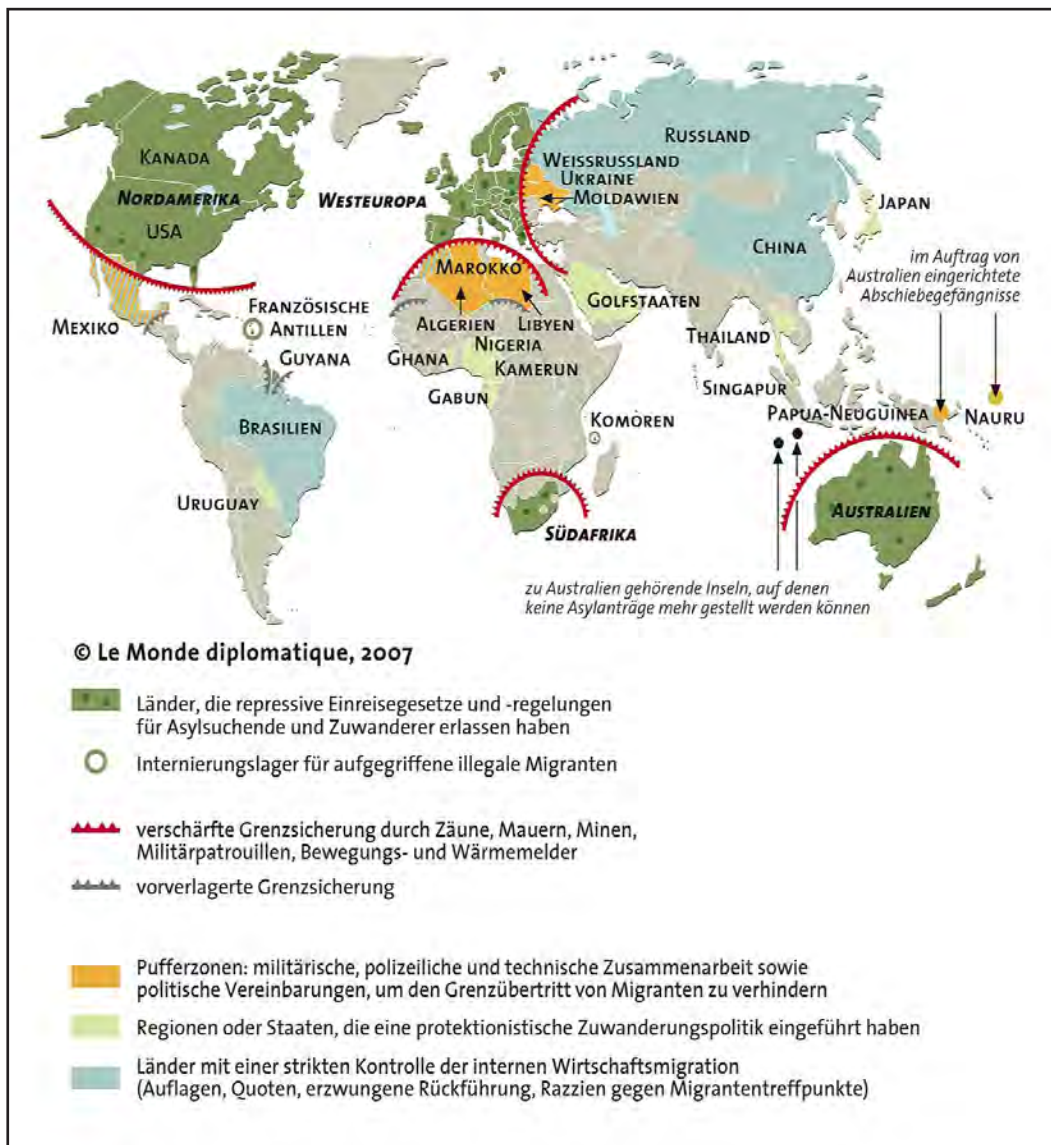 KANADA
NORDAMERIKA
USA
MEXIKO
FRANZÖSISCHE
ANTILLEN
GUYANA
BRASILIEN
URUGUAY
WESTEUROPA
RUSSLAND
WEISSRUSSLAND
UKRAINE
MOLDAWIEN
MAROKKO
ALGERIEN
LIBYEN
GHANA
NIGERIA
KAMERUN
GABUN
KOMOREN
SÜDAFRIKA
GOLFSTAATEN
CHINA
JAPAN
im Auftrag von
Australien eingerichtete
Abschiebegefängnisse
THAILAND
SINGAPUR
PAPUA-NEUGUINEA
NAURU
AUSTRALIEN
zu Australien gehörende Inseln, auf denen
keine Asylanträge mehr gestellt werden können
© Le Monde diplomatique, 2007
Länder, die repressive Einreisegesetze und -regelungen
für Asylsuchende und Zuwanderer erlassen haben
Internierungslager für aufgegriffene illegale Migranten
verschärfte Grenzsicherung durch Zäune, Mauern, Minen,
Militärpatrouillen, Bewegungs- und Wärmemelder
vorverlagerte Grenzsicherung
Pufferzonen: militärische, polizeiliche und technische Zusammenarbeit sowie
politische Vereinbarungen, um den Grenzübertritt von Migranten zu verhindern
Regionen oder Staaten, die eine protektionistische Zuwanderungspolitik eingeführt haben
Länder mit einer strikten Kontrolle der internen Wirtschaftsmigration
(Auflagen, Quoten, erzwungene Rückführung, Razzien gegen Migrantentreffpunkte)